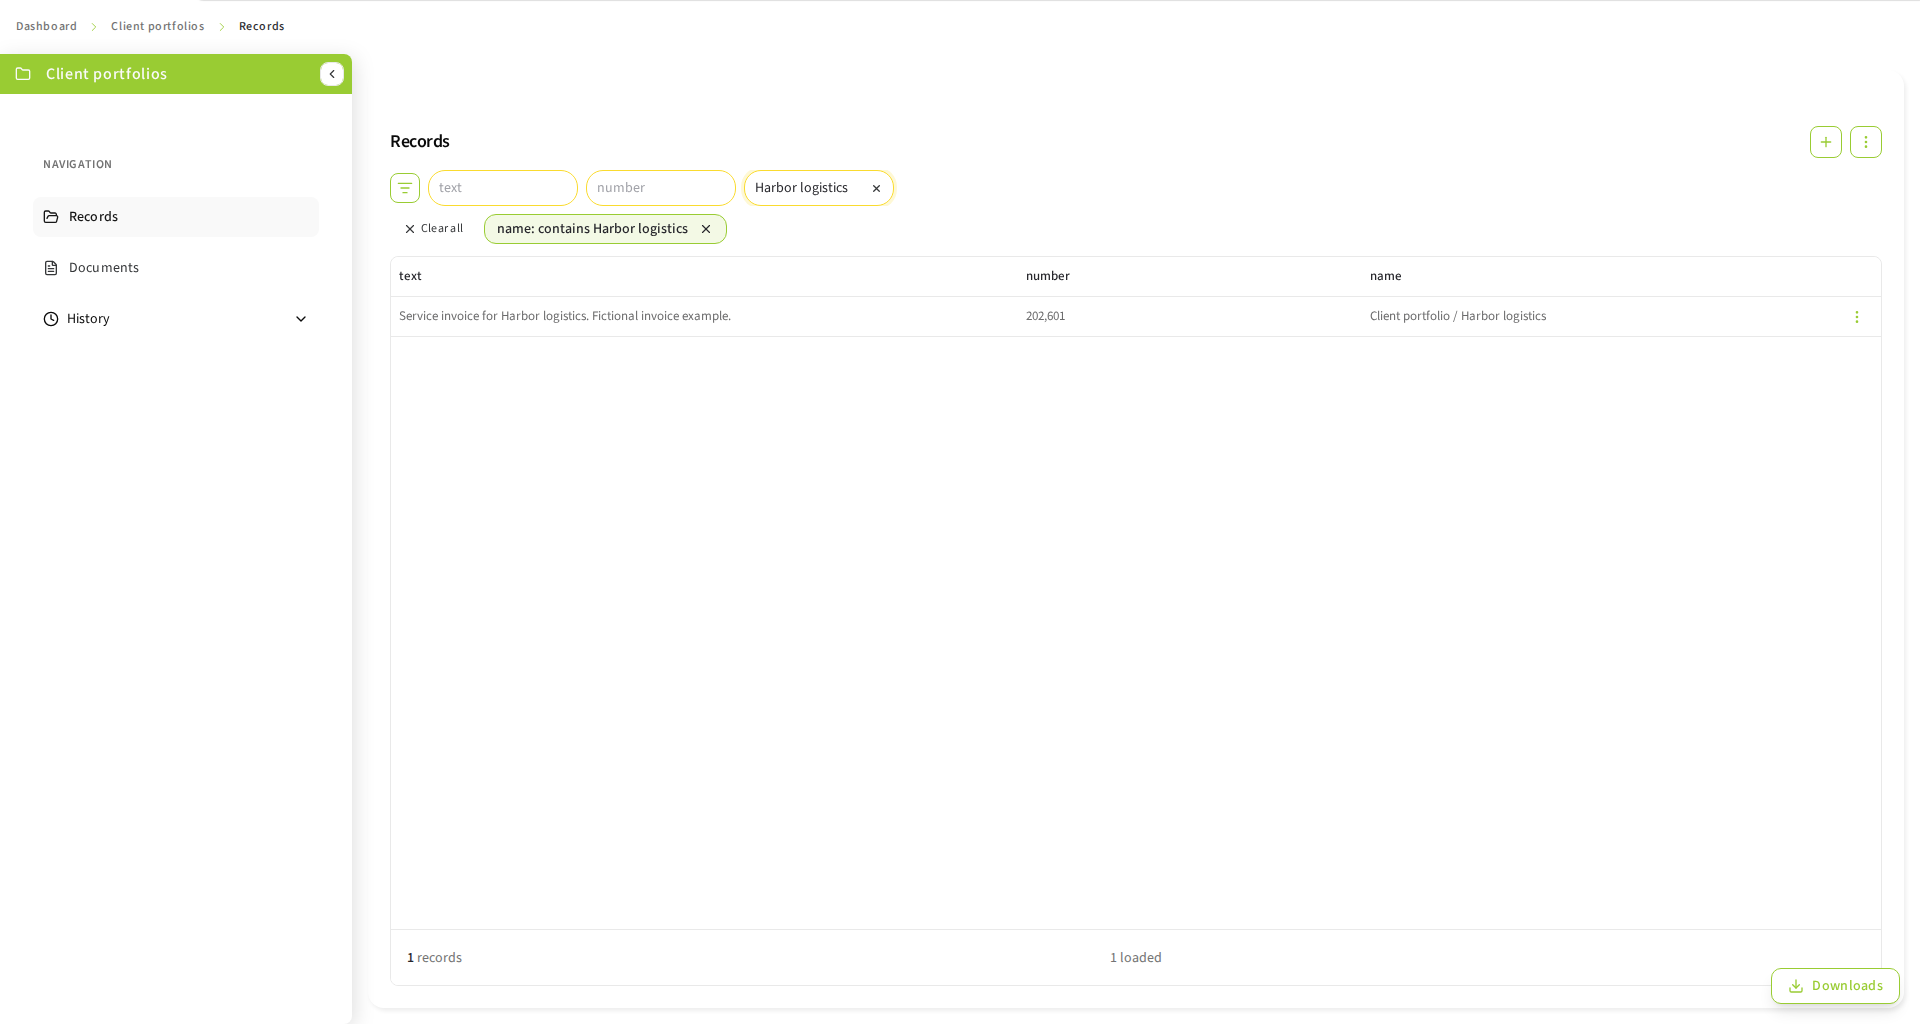 Dashboard Client portfolios Records
Client portfolios
NAVIGATION
Records
Documents
History
Records
text number Harbor logistics
Clear all name: contains Harbor logistics
text number name
Service invoice for Harbor logistics. Fictional invoice example. 202,601 Client portfolio / Harbor logistics
1 records 1 loaded
Downloads